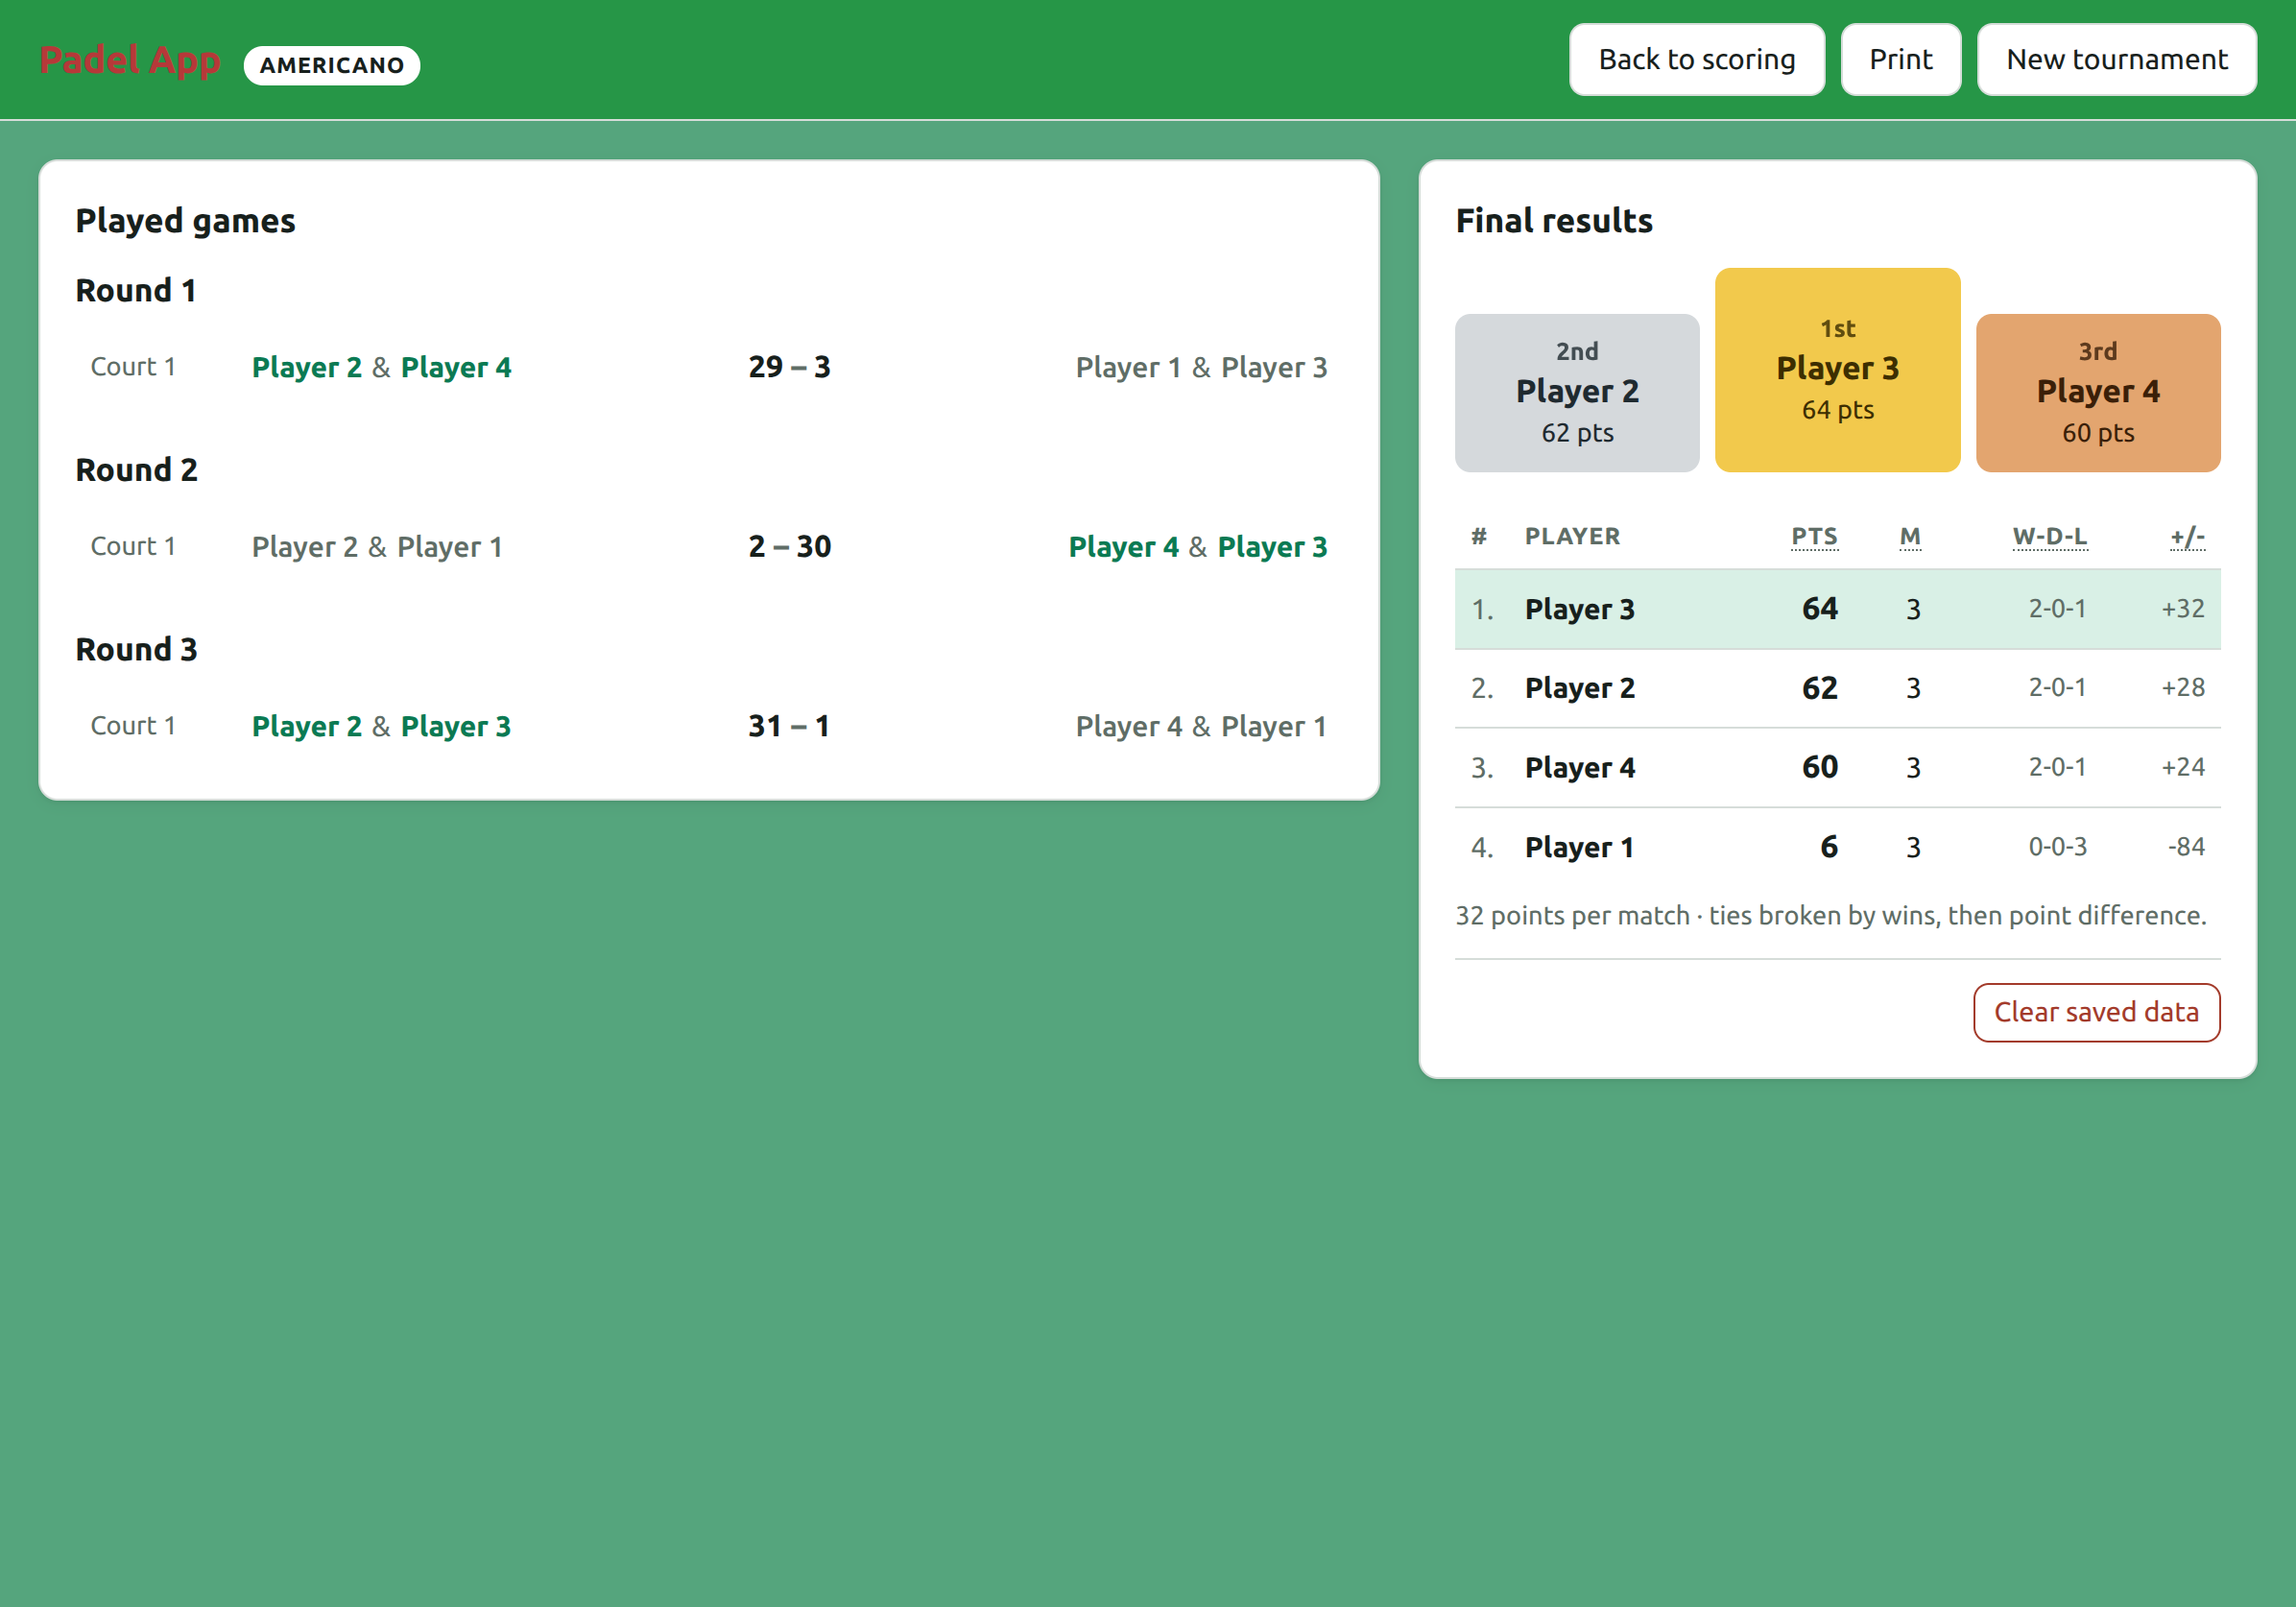 Padel App AMERICANO Back to scoring Print New tournament
Played games
Round 1
Court 1 Player 2 & Player 4 29 – 3 Player 1 & Player 3
Round 2
Court 1 Player 2 & Player 1 2 – 30 Player 4 & Player 3
Round 3
Court 1 Player 2 & Player 3 31 – 1 Player 4 & Player 1
Final results
2nd
Player 2
62 pts
1st
Player 3
64 pts
3rd
Player 4
60 pts
# PLAYER PTS M W-D-L +/-
1. Player 3 64 3 2-0-1 +32
2. Player 2 62 3 2-0-1 +28
3. Player 4 60 3 2-0-1 +24
4. Player 1 6 3 0-0-3 -84
32 points per match · ties broken by wins, then point difference.
Clear saved data